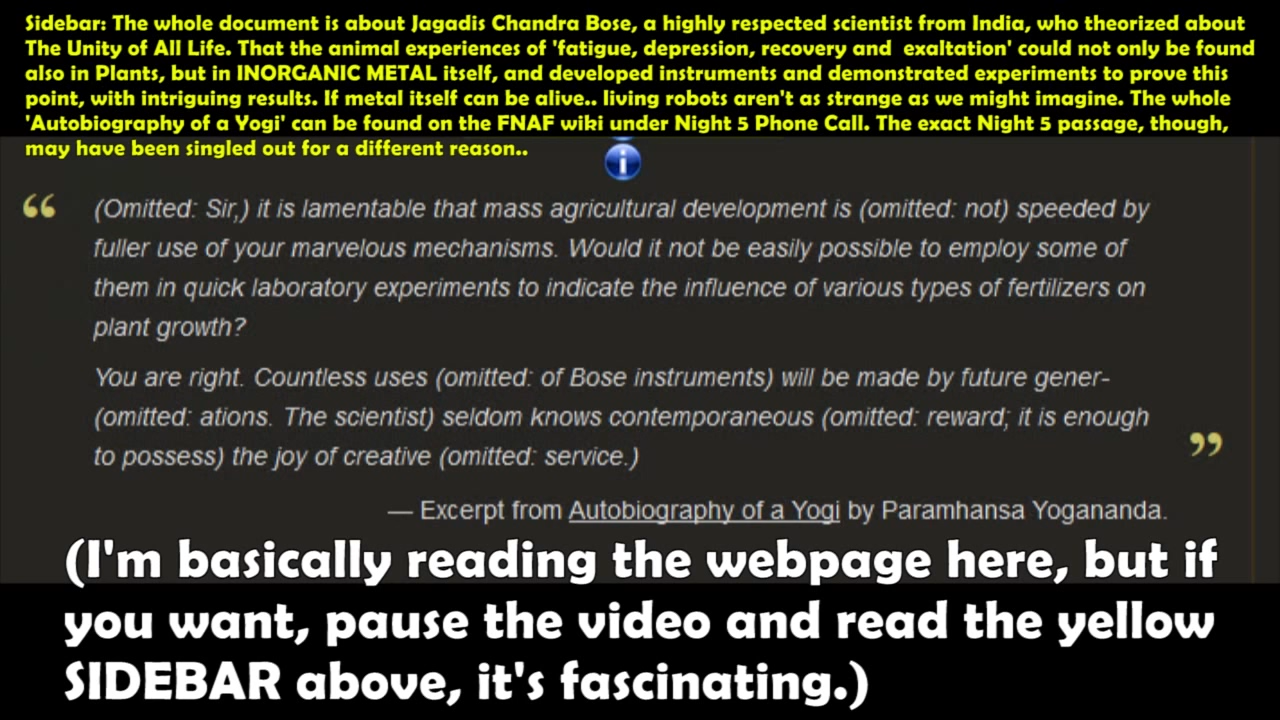 Sidebar: The whole document is about Jagadis Chandra Bose, a highly respected scientist from India, who theorized about
The Unity of All Life. That the animal experiences of 'fatigue, depression, recovery and  exaltation' could not only be found
also in Plants, but in INORGANIC METAL itself, and developed instruments and demonstrated experiments to prove this
point, with intriguing results. If metal itself can be alive.. living robots aren't as strange as we might imagine. The whole
'Autobiography of a Yogi' can be found on the FNAF wiki under Night 5 Phone Call. The exact Night 5 passage, though,
may have been singled out for a different reason..
i
“ (Omitted: Sir,) it is lamentable that mass agricultural development is (omitted: not) speeded by
fuller use of your marvelous mechanisms. Would it not be easily possible to employ some of
them in quick laboratory experiments to indicate the influence of various types of fertilizers on
plant growth?
You are right. Countless uses (omitted: of Bose instruments) will be made by future gener-
(omitted: ations. The scientist) seldom knows contemporaneous (omitted: reward; it is enough
to possess) the joy of creative (omitted: service.) ”
— Excerpt from Autobiography of a Yogi by Paramhansa Yogananda.
(I'm basically reading the webpage here, but if
you want, pause the video and read the yellow
SIDEBAR above, it's fascinating.)